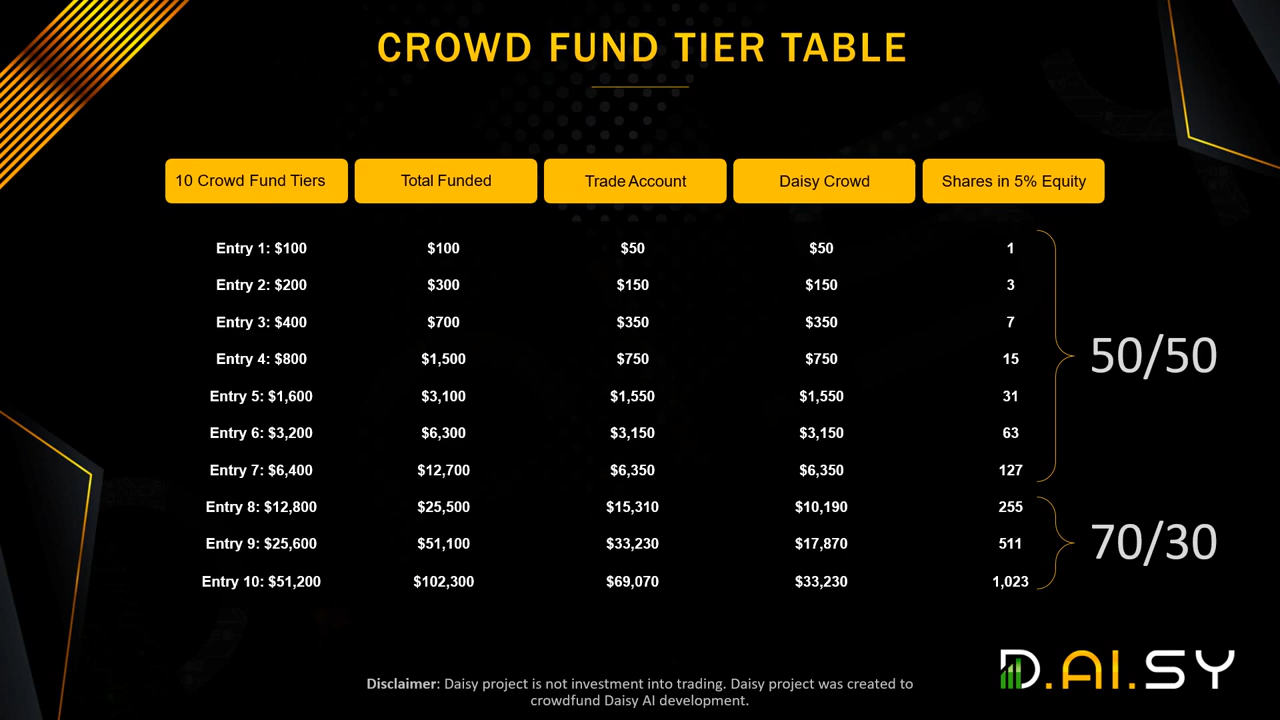 CROWD FUND TIER TABLE
10 Crowd Fund Tiers Total Funded Trade Account Daisy Crowd Shares in 5% Equity
Entry 1: $100 $100 $50 $50 1
Entry 2: $200 $300 $150 $150 3
Entry 3: $400 $700 $350 $350 7
Entry 4: $800 $1,500 $750 $750 15
50/50
Entry 5: $1,600 $3,100 $1,550 $1,550 31
Entry 6: $3,200 $6,300 $3,150 $3,150 63
Entry 7: $6,400 $12,700 $6,350 $6,350 127
Entry 8: $12,800 $25,500 $15,310 $10,190 255
Entry 9: $25,600 $51,100 $33,230 $17,870 511
70/30
Entry 10: $51,200 $102,300 $69,070 $33,230 1,023
D.AI.SY
Disclaimer: Daisy project is not investment into trading. Daisy project was created to
crowdfund Daisy AI development.